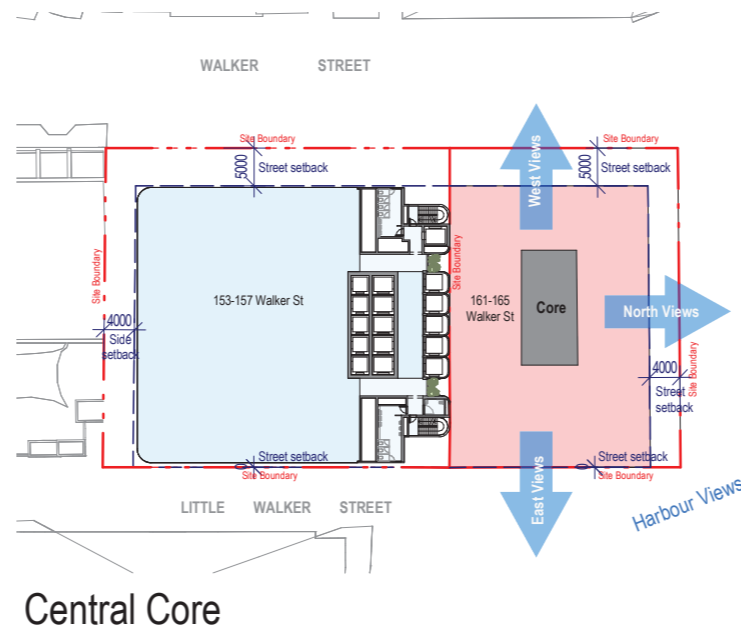 WALKER STREET
Site Boundary
5000
Street setback
West Views
Site Boundary
5000
Street setback
Site Boundary
153-157 Walker St
Site Boundary
161-165
Walker St
Core
North Views
4000
Side
setback
4000
Street
setback
Site Boundary
0
Street setback
Site Boundary
East Views
0
Street setback
Site Boundary
LITTLE WALKER STREET
Harbour Views
Central Core